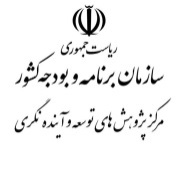 ریاست جمهوری
سازمان برنامه و بودجه کشور
مرکز پژوهش های توسعه و آینده نگری